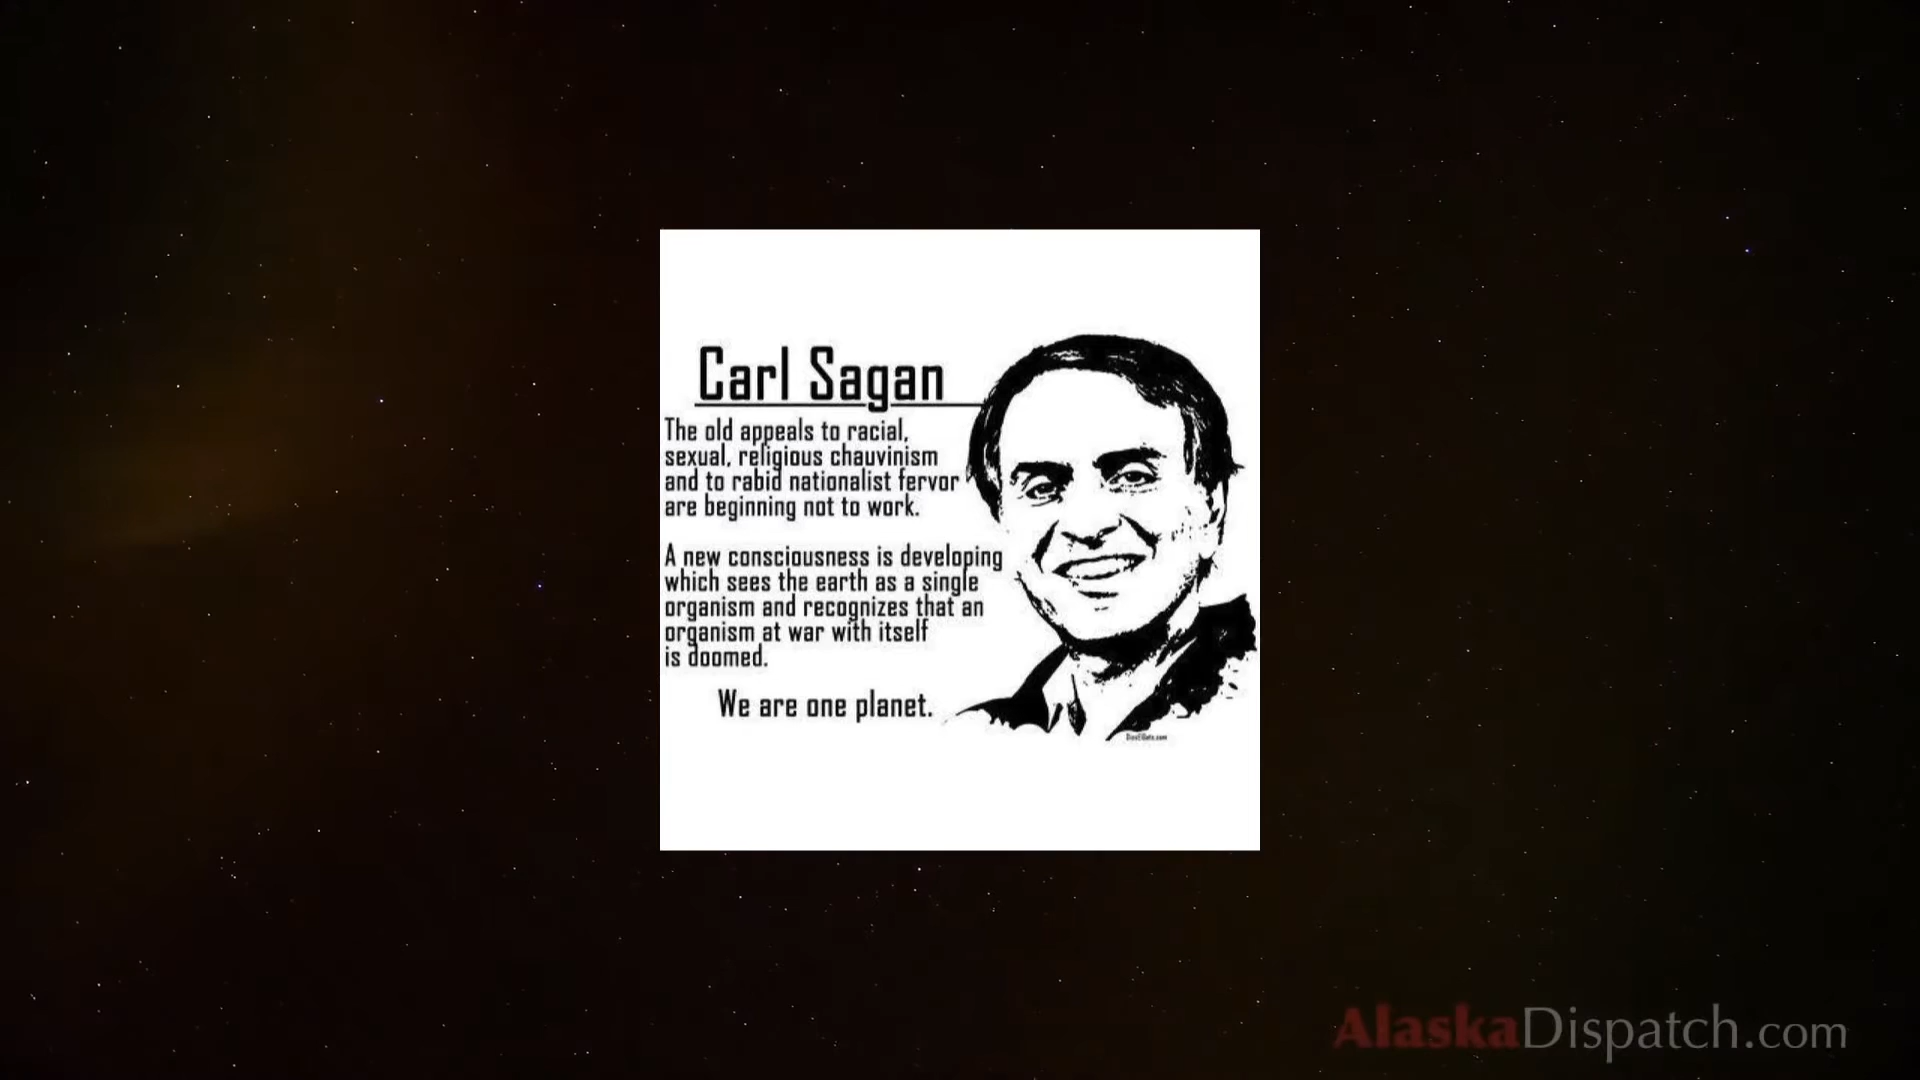 Carl Sagan
The old appeals to racial,
sexual, religious chauvinism
and to rabid nationalist fervor
are beginning not to work.
A new consciousness is developing
which sees the earth as a single
organism and recognizes that an
organism at war with itself
is doomed.
We are one planet.
AlaskaDispatch.com